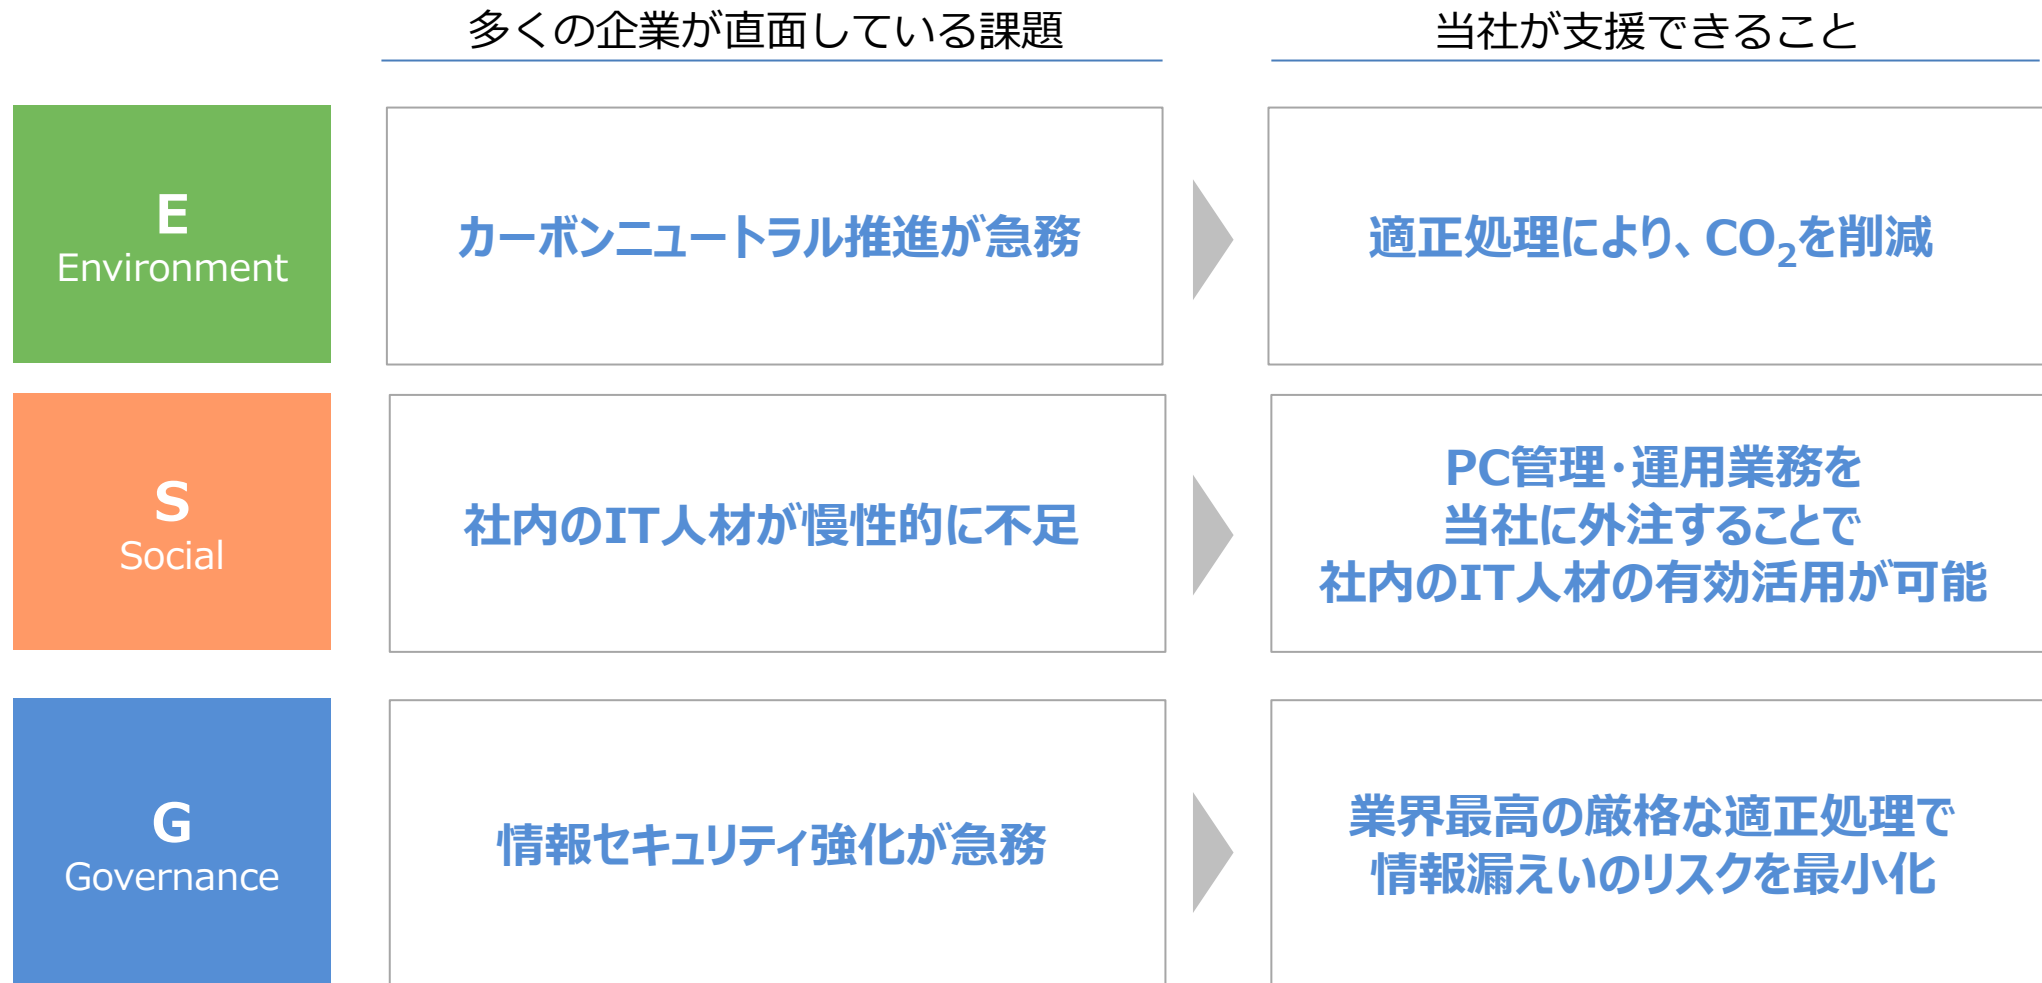 多くの企業が直面している課題
当社が支援できること
E
Environment
カーボンニュートラル推進が急務
適正処理により、CO₂を削減
S
Social
社内のIT人材が慢性的に不足
PC管理・運用業務を
当社に外注することで
社内のIT人材の有効活用が可能
G
Governance
情報セキュリティ強化が急務
業界最高の厳格な適正処理で
情報漏えいのリスクを最小化